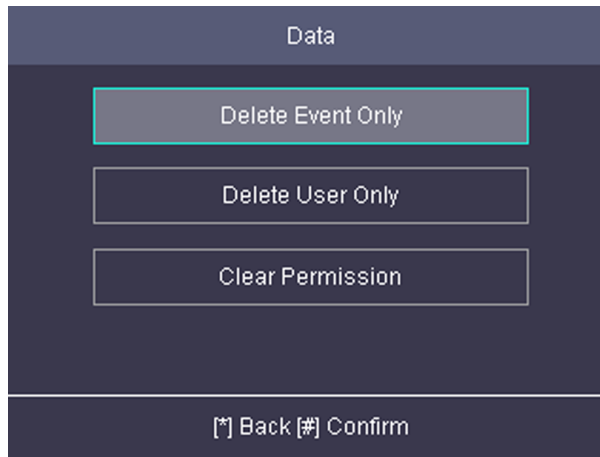 Data
Delete Event Only
Delete User Only
Clear Permission
[*] Back [#] Confirm